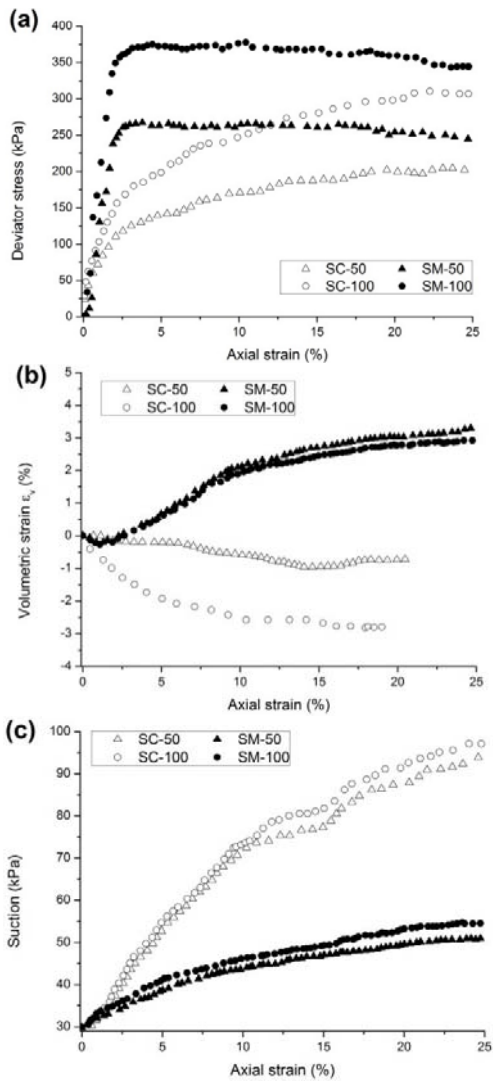 (a)
400
350
300
250
200
150
100
50
0
Deviator stress (kPa)
SC-50 SM-50
SC-100 SM-100
0 5 10 15 20 25
Axial strain (%)
(b)
SC-50 SM-50
SC-100 SM-100
5
4
3
2
1
0
-1
-2
-3
-4
Volumetric strain εv (%)
0 5 10 15 20 25
Axial strain (%)
(c)
SC-50 SM-50
SC-100 SM-100
100
90
80
70
60
50
40
30
Suction (kPa)
0 5 10 15 20 25
Axial strain (%)